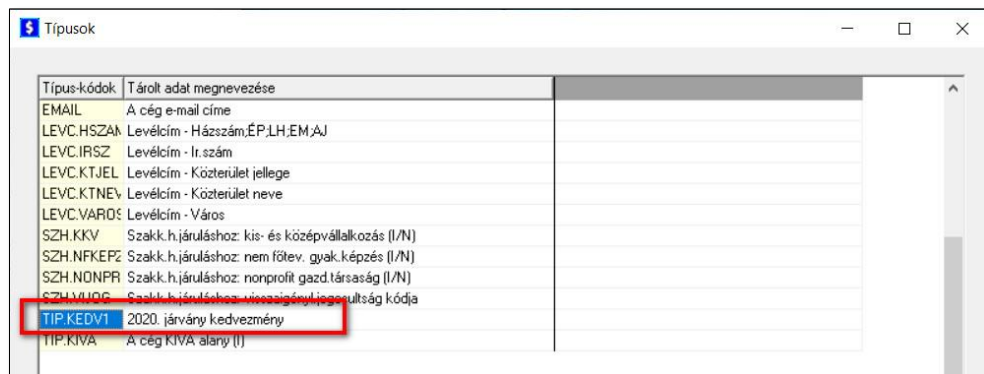 Típusok
Típus-kódok Tárolt adat megnevezése
EMAIL A cég e-mail címe
LEVC.HSZAM Levélcím - Házszám;ÉP;LH;EM;AJ
LEVC.IRSZ Levélcím - Ir.szám
LEVC.KTJEL Levélcím - Közterület jellege
LEVC.KTNEV Levélcím - Közterület neve
LEVC.VAROS Levélcím - Város
SZH.KKV Szakk.h.járuláshoz: kis- és középvállalkozás (I/N)
SZH.NFKEPZ Szakk.h.járuláshoz: nem főtev. gyak.képzés (I/N)
SZH.NONPR Szakk.h.járuláshoz: nonprofit gazd.társaság (I/N)
SZH.VIJOG Szakk.h.járuláshoz: visszaigényl.jogosultság kódja
TIP.KEDV1 2020. járvány kedvezmény
TIP.KIVA A cég KIVA alany (I)